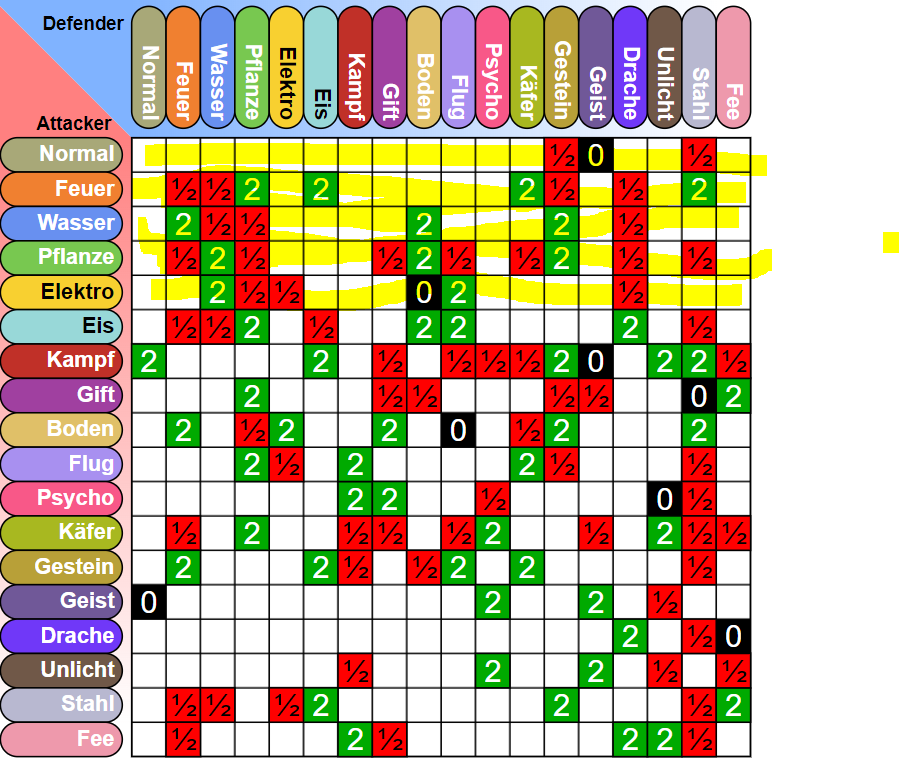 Defender
Attacker
Normal Feuer Wasser Pflanze Elektro Eis Kampf Gift Boden Flug Psycho Käfer Gestein Geist Drache Unlicht Stahl Fee
Normal ½ 0 ½
Feuer ½ ½ 2 2 2 ½ ½ 2
Wasser 2 ½ ½ 2 2 ½
Pflanze ½ 2 ½ ½ 2 ½ ½ 2 ½ ½
Elektro 2 ½ ½ 0 2 ½
Eis ½ ½ 2 ½ 2 2 2 ½
Kampf 2 2 ½ ½ ½ ½ 2 0 2 2 ½
Gift 2 ½ ½ ½ ½ 0 2
Boden 2 ½ 2 2 0 ½ 2 2
Flug 2 ½ 2 2 ½ ½
Psycho 2 2 ½ 0 ½
Käfer ½ 2 ½ ½ ½ 2 ½ 2 ½ ½
Gestein 2 2 ½ ½ 2 2 ½
Geist 0 2 2 ½
Drache 2 ½ 0
Unlicht ½ 2 2 ½ ½
Stahl ½ ½ ½ 2 2 ½ 2
Fee ½ 2 ½ 2 2 ½